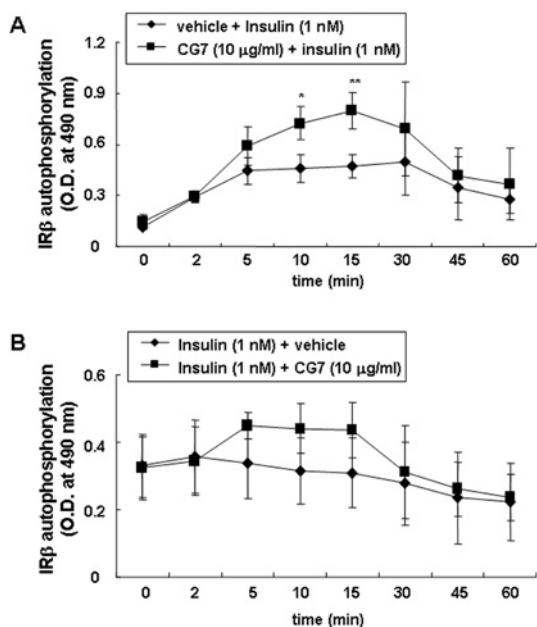 A
vehicle + Insulin (1 nM)
CG7 (10 µg/ml) + insulin (1 nM)
IRβ autophosphorylation
(O.D. at 490 nm)
1.2
0.9
0.6
0.3
0
* **
0 2 5 10 15 30 45 60
time (min)
B
Insulin (1 nM) + vehicle
Insulin (1 nM) + CG7 (10 µg/ml)
IRβ autophosphorylation
(O.D. at 490 nm)
0.6
0.4
0.2
0
0 2 5 10 15 30 45 60
time (min)